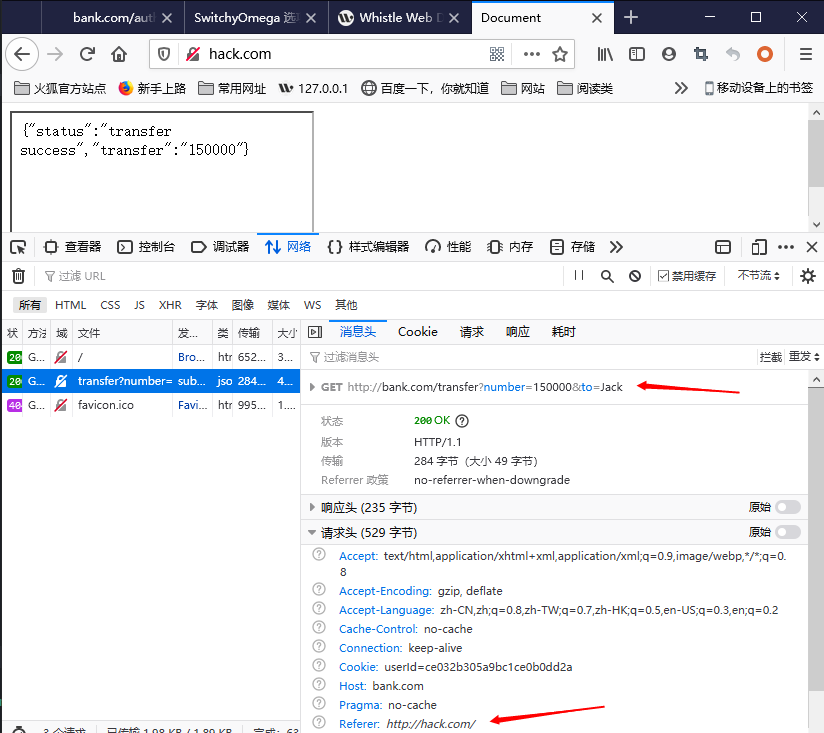 bank.com/aut
SwitchyOmega 选
Whistle Web D
Document
hack.com
火狐官方站点
新手上路
常用网址
127.0.0.1
百度一下，你就知道
网站
阅读类
移动设备上的书签
{"status":"transfer
success","transfer":"150000"}
查看器
控制台
调试器
网络
样式编辑器
性能
内存
存储
过滤 URL
禁用缓存
不节流
所有 HTML CSS JS XHR 字体 图像 媒体 WS 其他
状 方法 域 文件 发... 类 传输 大小
200 G... / Bro... htr 652... 3...
200 G... transfer?number= sub... jso 284... 4...
404 G... favicon.ico Favi... htr 995... 1....
消息头 Cookie 请求 响应 耗时
过滤消息头
拦截 重发
GET http://bank.com/transfer?number=150000&to=Jack
状态 200 OK
版本 HTTP/1.1
传输 284 字节（大小 49 字节）
Referrer 政策 no-referrer-when-downgrade
响应头 (235 字节) 原始
请求头 (529 字节) 原始
Accept: text/html,application/xhtml+xml,application/xml;q=0.9,image/webp,*/*;q=0.
8
Accept-Encoding: gzip, deflate
Accept-Language: zh-CN,zh;q=0.8,zh-TW;q=0.7,zh-HK;q=0.5,en-US;q=0.3,en;q=0.2
Cache-Control: no-cache
Connection: keep-alive
Cookie: userId=ce032b305a9bc1ce0b0dd2a
Host: bank.com
Pragma: no-cache
Referer: http://hack.com/
3 个请求 已传输 1.98 KB / 1.89 KB 完成: 63